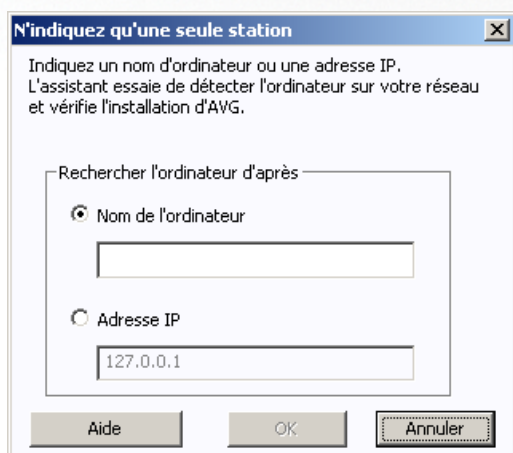 N'indiquez qu'une seule station
Indiquez un nom d'ordinateur ou une adresse IP.
L'assistant essaie de détecter l'ordinateur sur votre réseau
et vérifie l'installation d'AVG.
Rechercher l'ordinateur d'après
Nom de l'ordinateur
Adresse IP
127.0.0.1
Aide
OK
Annuler